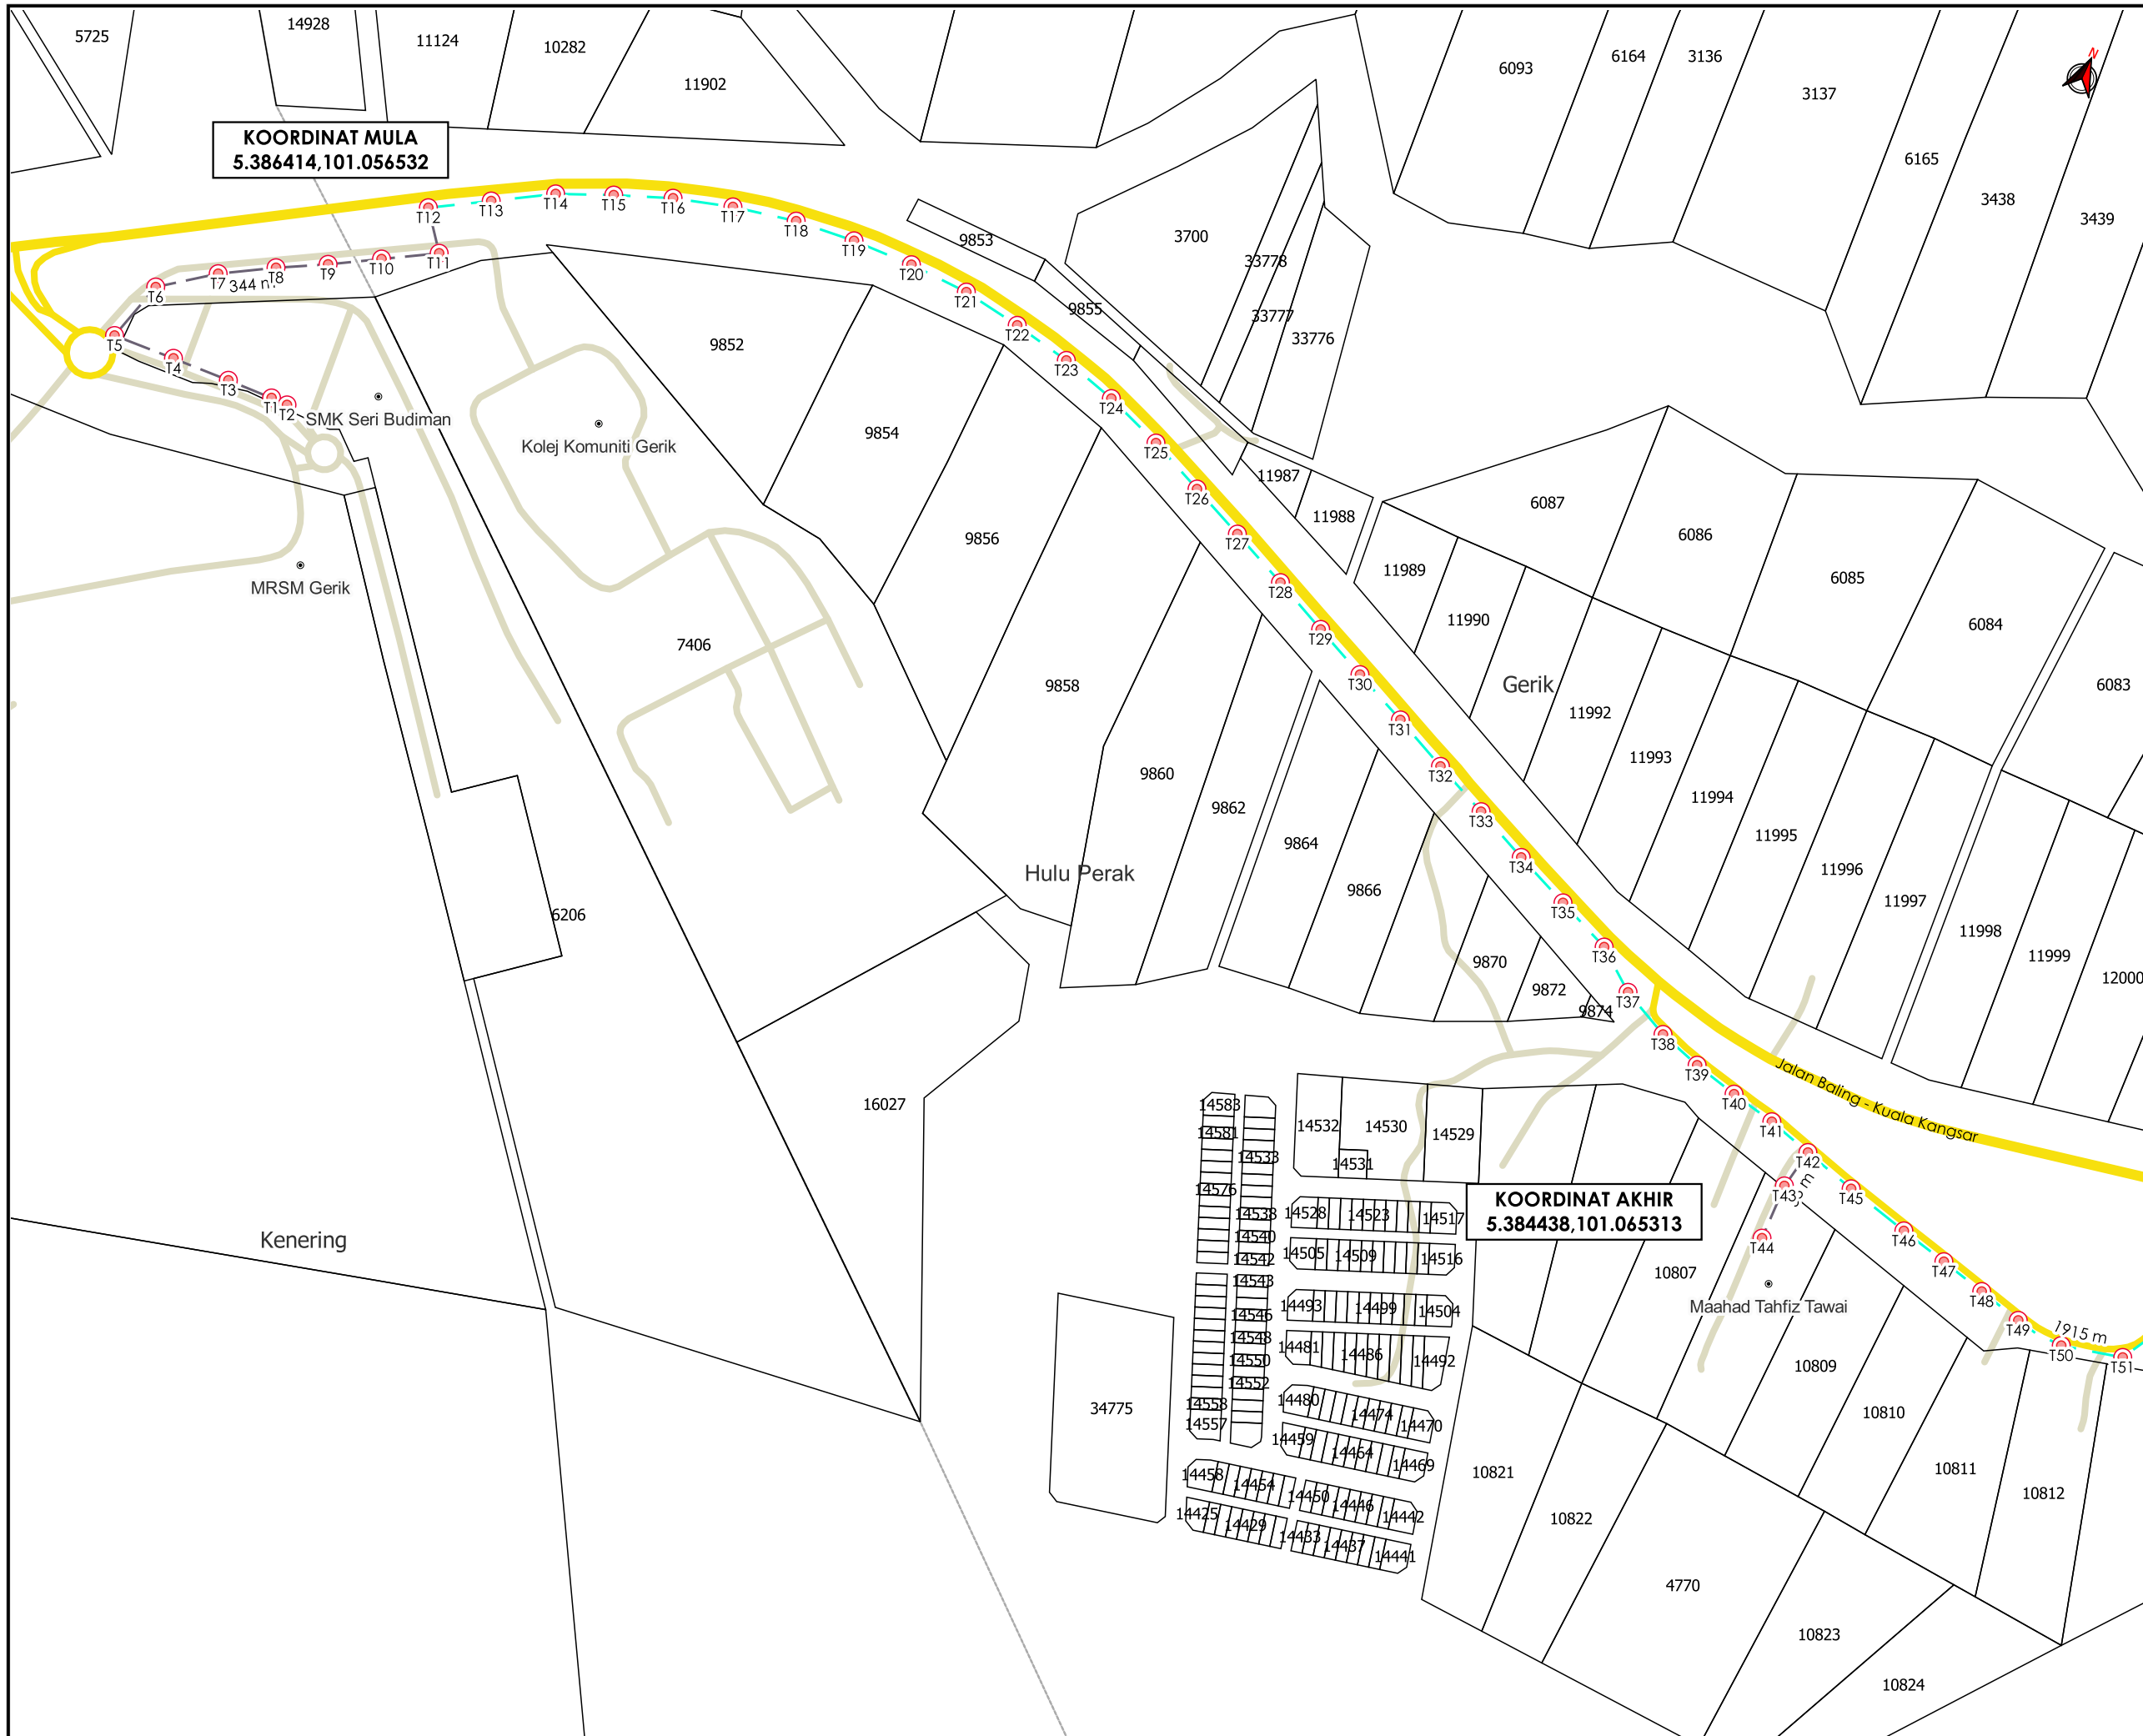 5725
14928
11124
10282
11902
6093
6164
3136
3137
6165
3438
3439
N
KOORDINAT MULA
5.386414,101.056532
T12
T13
T14
T15
T16
T17
T18
T19
T20
T21
T22
T23
T24
T25
T26
T27
T28
T29
T30
T31
T32
T33
T34
T35
T36
T37
T38
T39
T40
T41
T42
T43
T44
T45
T46
T47
T48
T49
T50
T51
T11
T10
T9
T8
T7
344 m
T6
T5
T4
T3
T1
T2
SMK Seri Budiman
Kolej Komuniti Gerik
MRSM Gerik
9853
9855
3700
33778
33777
33776
9852
9854
9856
9858
9860
9862
9864
9866
9870
9872
9874
7406
6206
16027
11987
11988
11989
11990
11992
11993
11994
11995
11996
11997
11998
11999
12000
6087
6086
6085
6084
6083
Gerik
Hulu Perak
Kenering
Jalan Baling - Kuala Kangsar
14583
14581
14576
14533
14538
14540
14542
14543
14546
14548
14550
14552
14558
14557
14532
14530
14531
14529
14528
14523
14517
14505
14509
14516
14493
14499
14504
14481
14486
14492
14480
14474
14470
14459
14464
14469
14458
14454
14450
14446
14442
14425
14429
14433
14437
14441
34775
KOORDINAT AKHIR
5.384438,101.065313
m
10807
Maahad Tahfiz Tawai
1915 m
10809
10810
10811
10812
10821
10822
4770
10823
10824